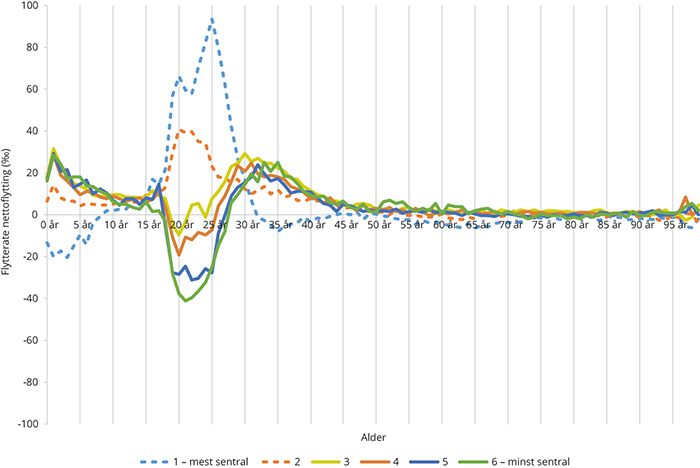 Flytterate nettoflytting (‰)
100
80
60
40
20
0
-20
-40
-60
-80
-100
0 år 5 år 10 år 15 år 20 år 25 år 30 år 35 år 40 år 45 år 50 år 55 år 60 år 65 år 70 år 75 år 80 år 85 år 90 år 95 år
Alder
1 – mest sentral 2 3 4 5 6 – minst sentral